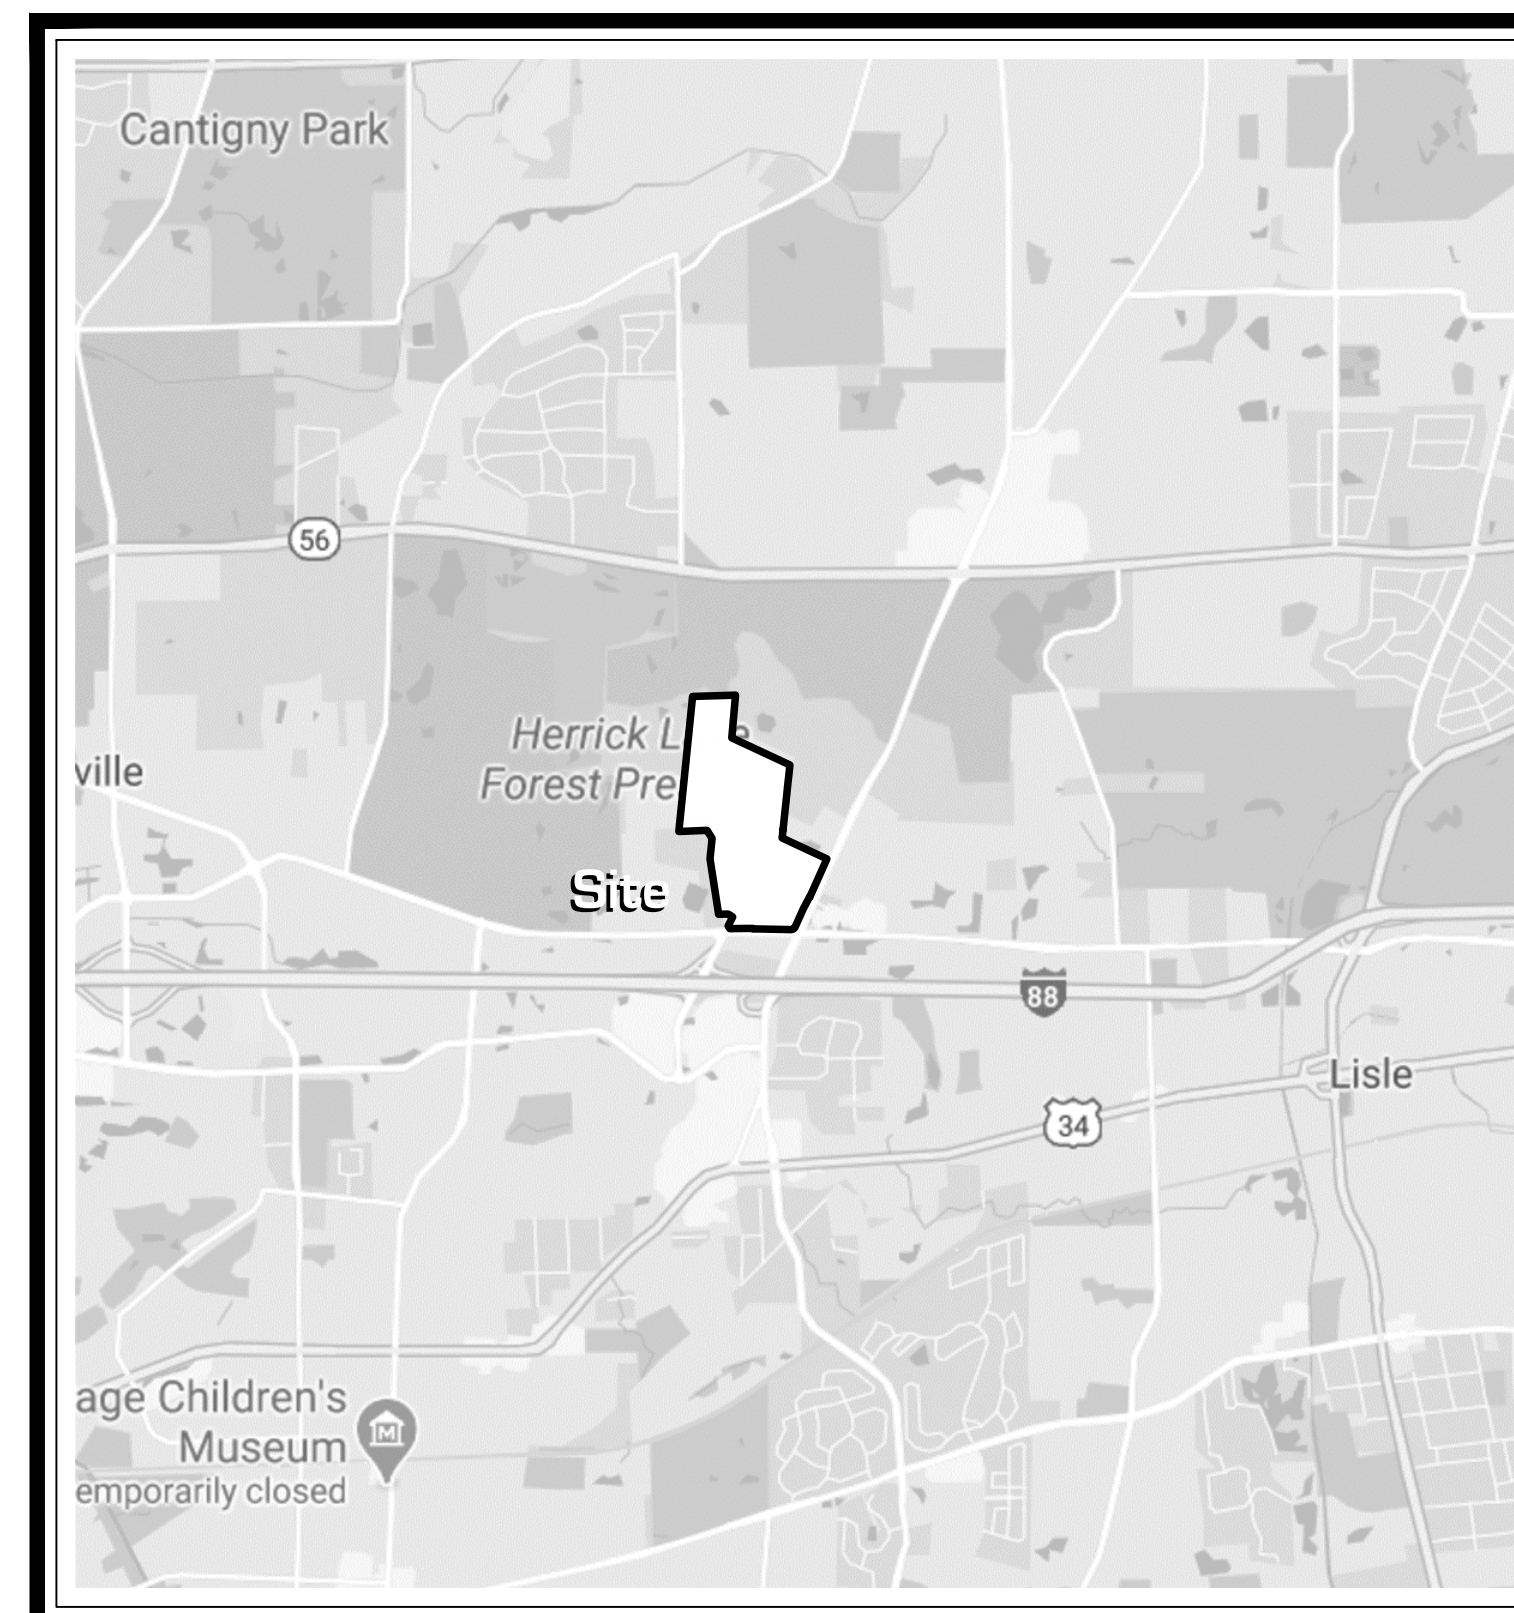 Cantigny Park
56
Herrick L e
Forest Pre
ville
Site
88
Lisle
34
age Children's
Museum
emporarily closed